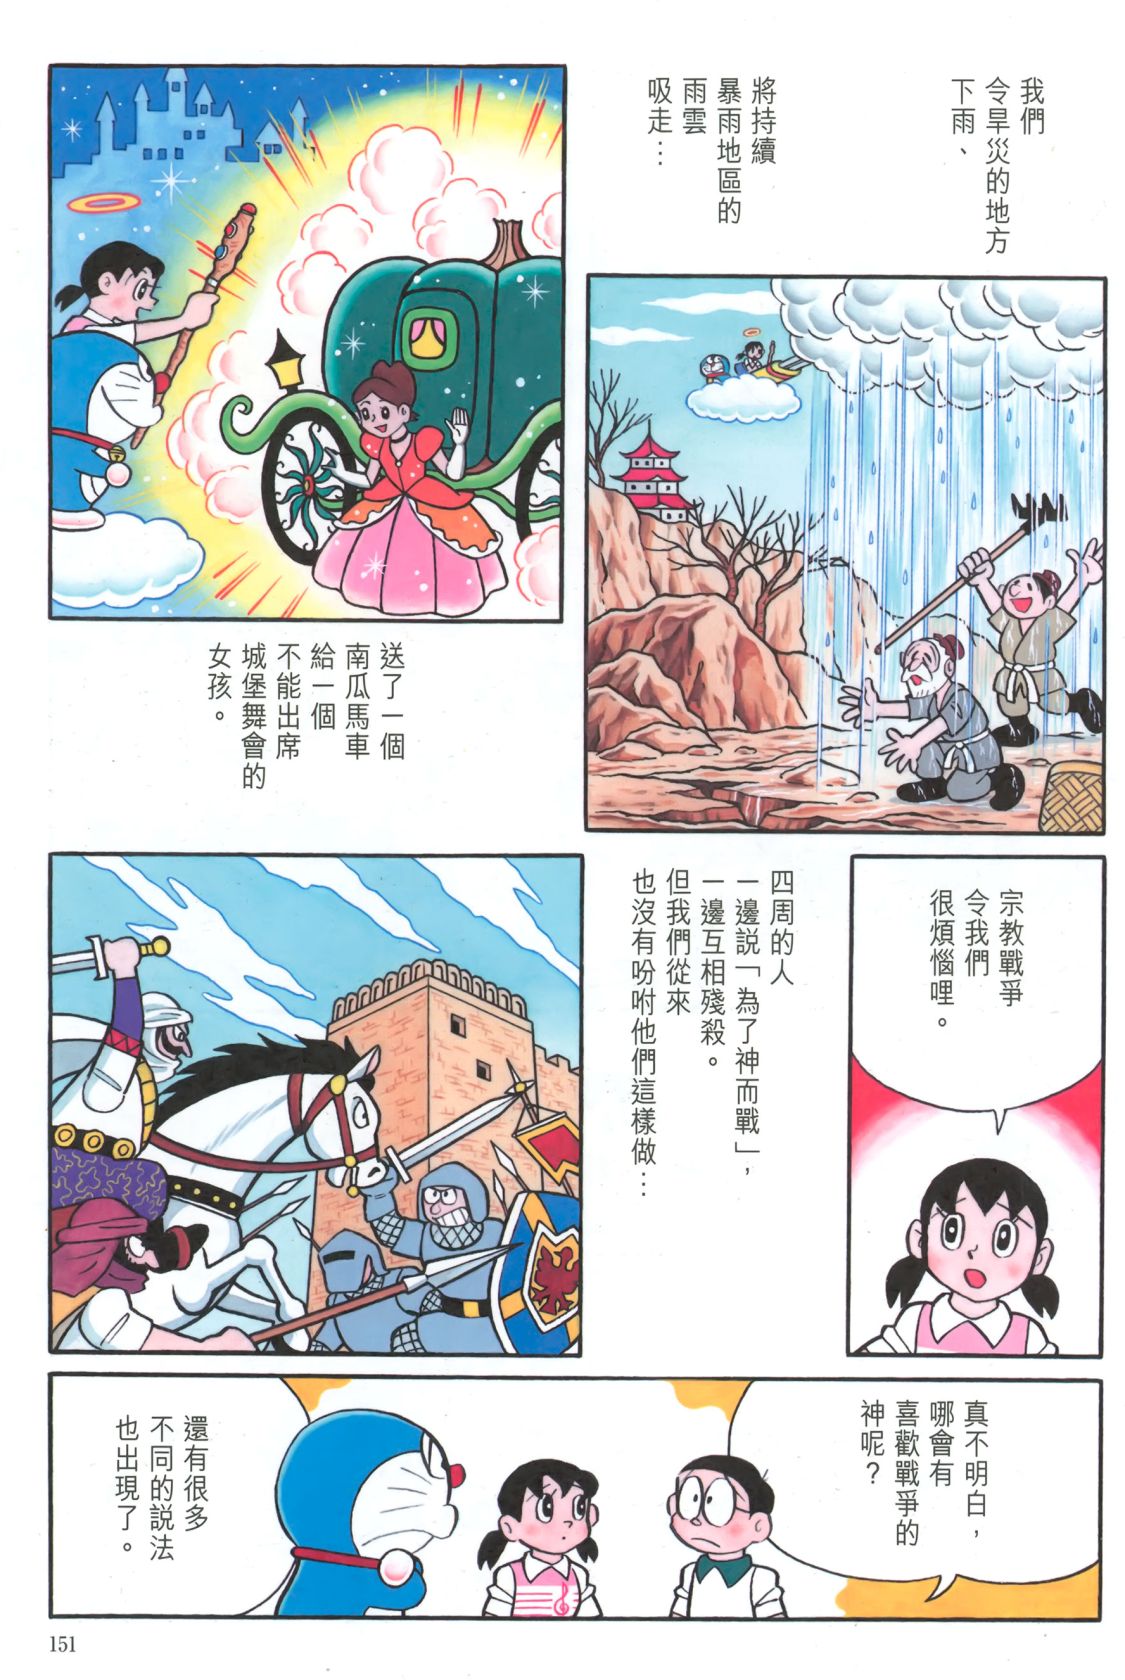 我們
令旱災的地方
下雨、
將持續
暴雨地區的
雨雲
吸走…
送了一個
南瓜馬車
給一個
不能出席
城堡舞會的
女孩。
宗教戰爭
令我們
很煩惱哩。
四周的人
一邊說「為了神而戰」，
一邊互相殘殺。
但我們從來
也沒有吩咐他們這樣做…
真不明白，
哪會有
喜歡戰爭的
神呢？
還有很多
不同的說法
也出現了。
151